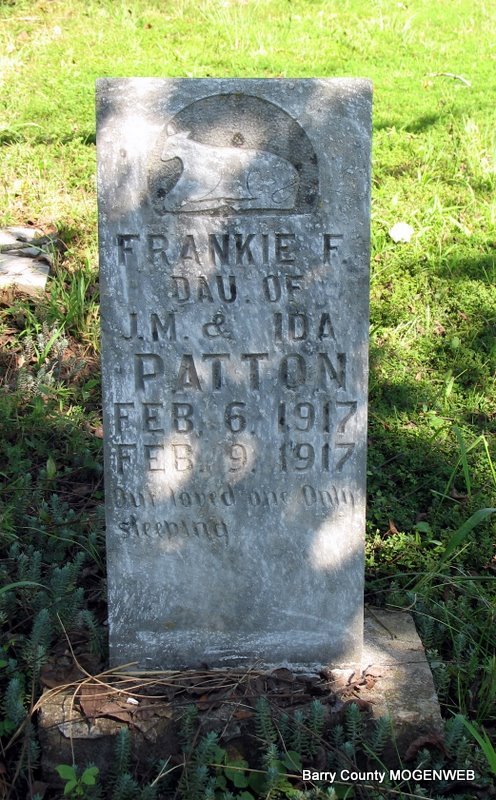 FRANKIE F.
DAU. OF
J.M. & IDA
PATTON
FEB. 6. 1917
FEB. 9. 1917
Our loved one Only
sleeping
Barry County MOGENWEB